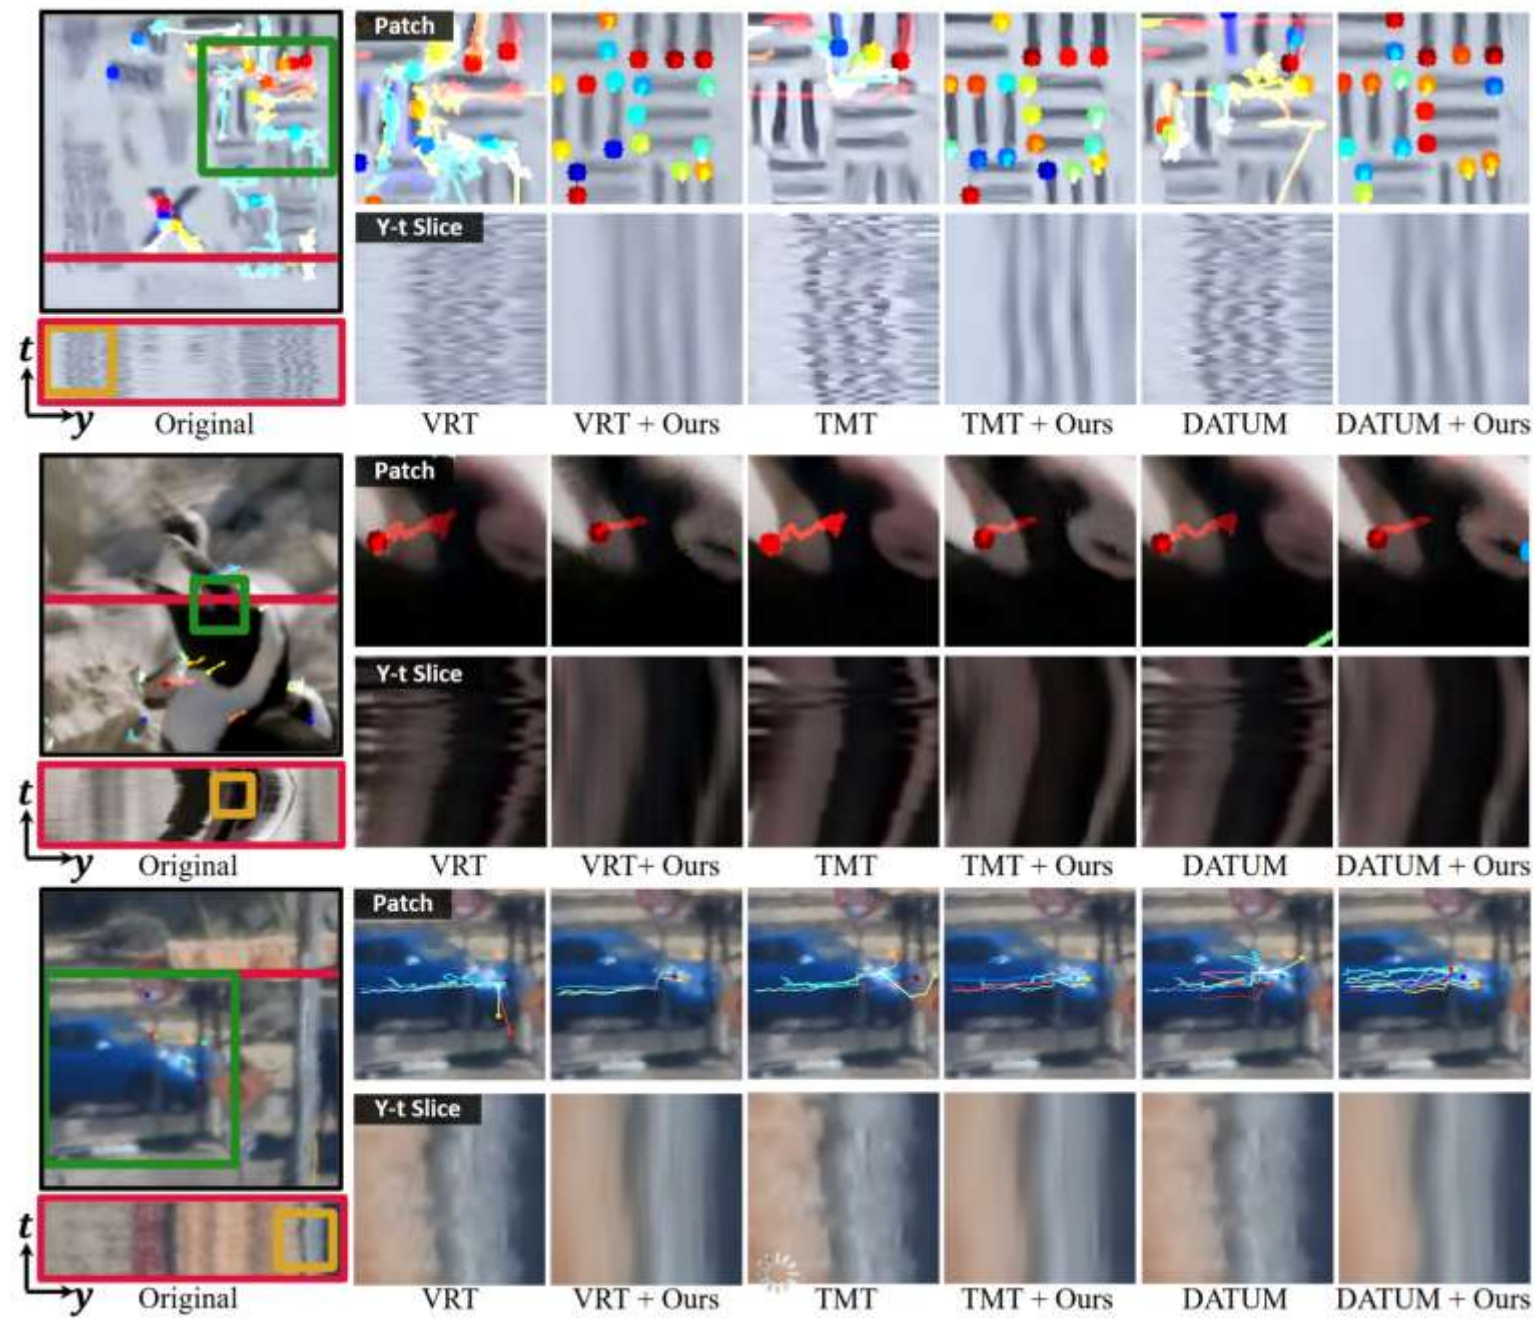 Patch
Y-t Slice
t
y
Original
VRT
VRT + Ours
TMT
TMT + Ours
DATUM
DATUM + Ours
Patch
Y-t Slice
t
y
Original
VRT
VRT+ Ours
TMT
TMT + Ours
DATUM
DATUM + Ours
Patch
Y-t Slice
t
y
Original
VRT
VRT + Ours
TMT
TMT + Ours
DATUM
DATUM + Ours